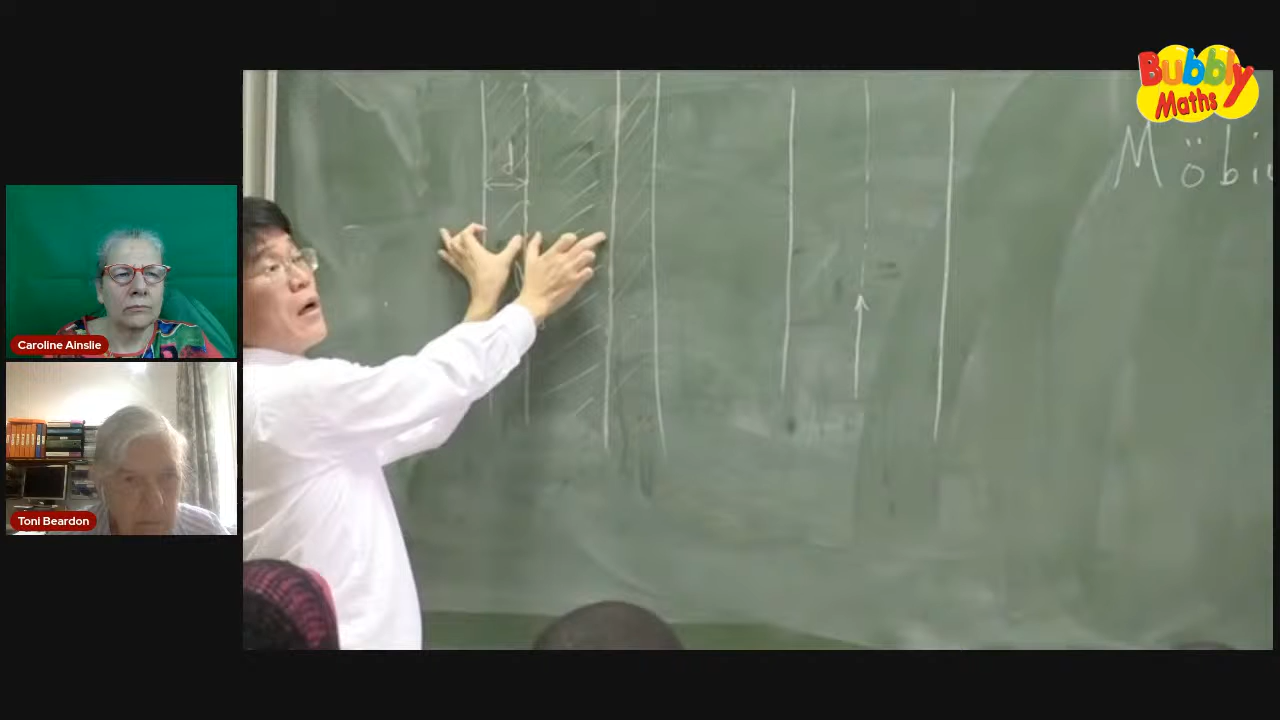 Bubbly
Maths
d
Möbi
Caroline Ainslie
Toni Beardon